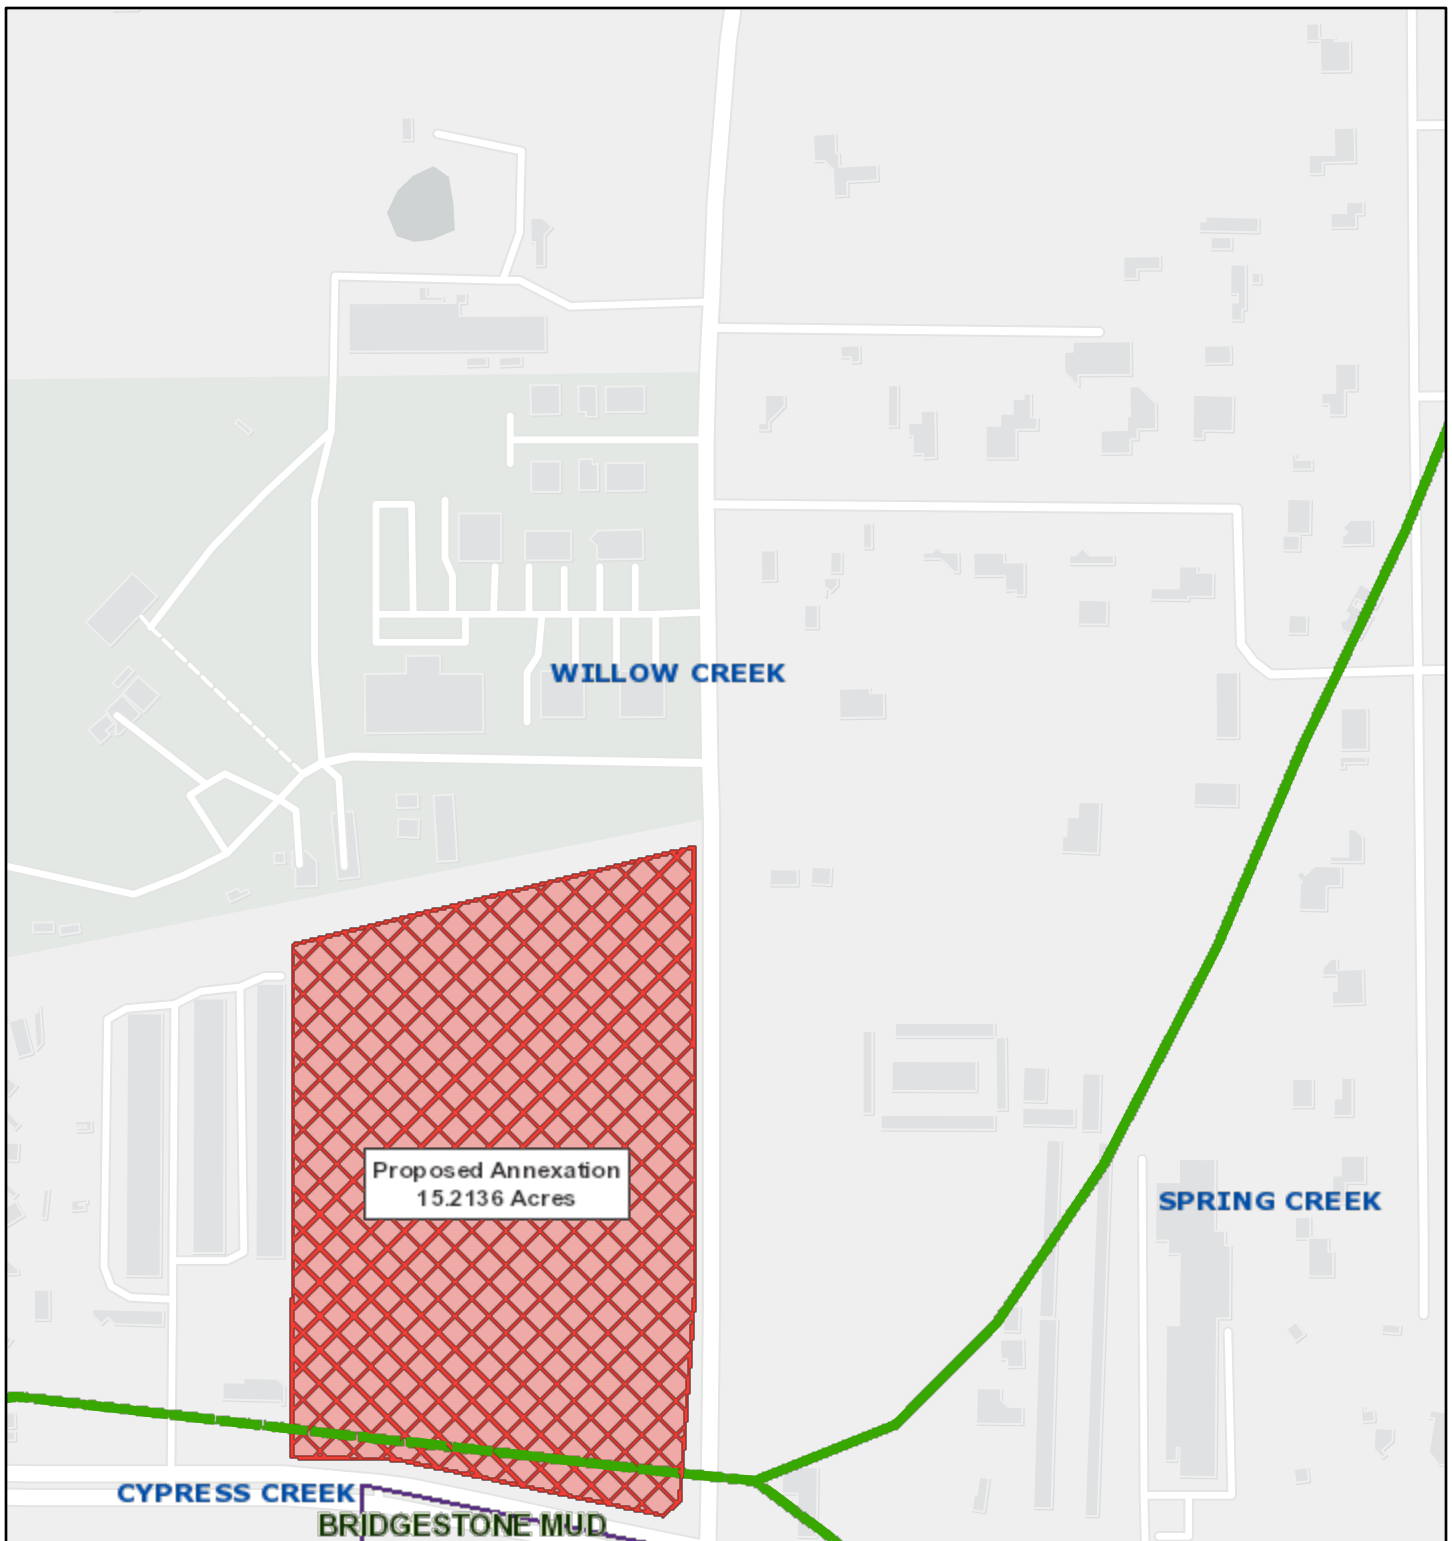 WILLOW CREEK
Proposed Annexation
15.2136 Acres
SPRING CREEK
CYPRESS CREEK
BRIDGESTONE MUD